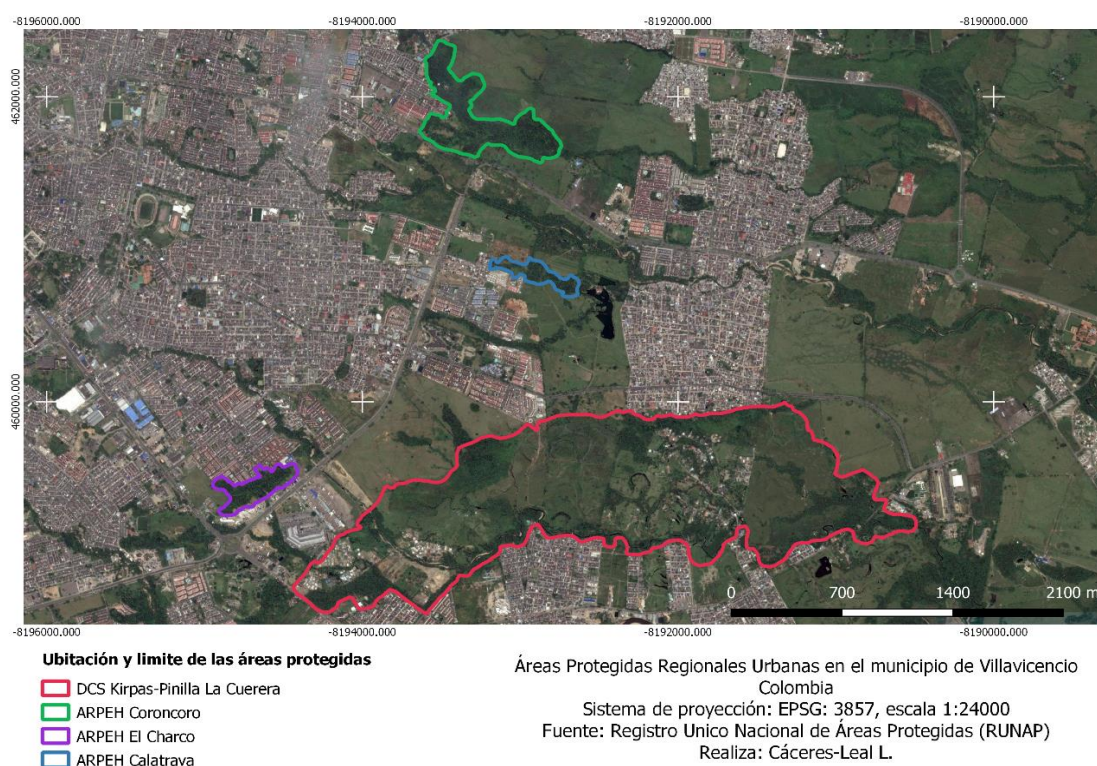 -8196000.000 -8194000.000 -8192000.000 -8190000.000
462000.000
460000.000
0 700 1400 2100 m
-8196000.000 -8194000.000 -8192000.000 -8190000.000
Ubitación y limite de las áreas protegidas
DCS Kirpas-Pinilla La Cuerera
ARPEH Coroncoro
ARPEH El Charco
ARPEH Calatrava
Áreas Protegidas Regionales Urbanas en el municipio de Villavicencio
Colombia
Sistema de proyección: EPSG: 3857, escala 1:24000
Fuente: Registro Unico Nacional de Áreas Protegidas (RUNAP)
Realiza: Cáceres-Leal L.